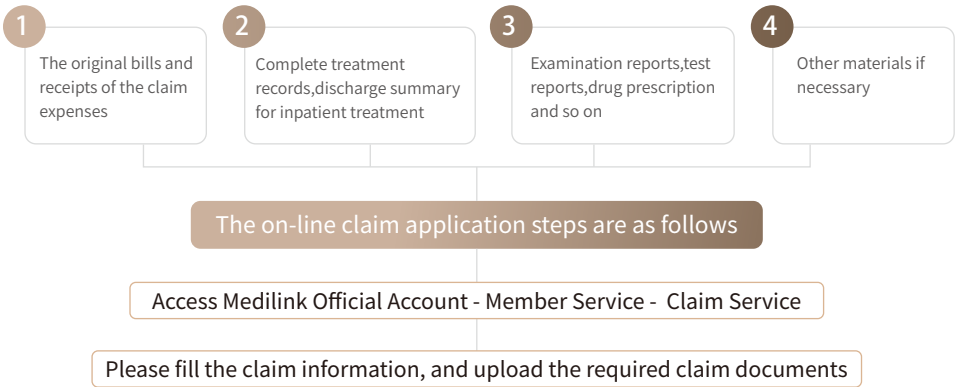 1
The original bills and
receipts of the claim
expenses
2
Complete treatment
records,discharge summary
for inpatient treatment
3
Examination reports,test
reports,drug prescription
and so on
4
Other materials if
necessary
The on-line claim application steps are as follows
Access Medilink Official Account - Member Service - Claim Service
Please fill the claim information, and upload the required claim documents